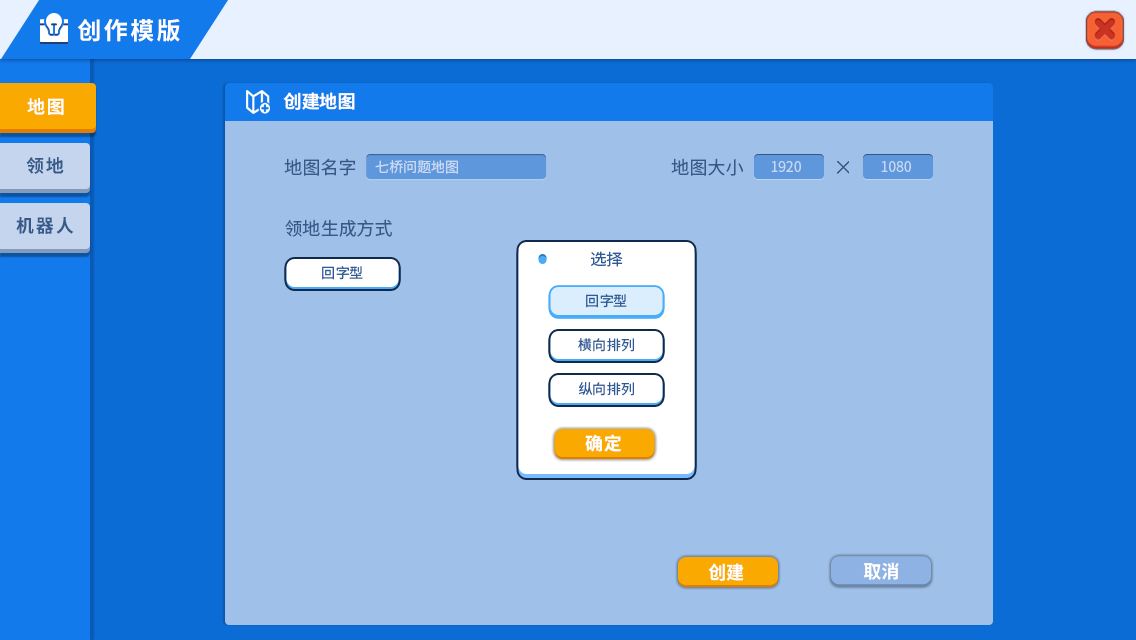 创作模版
地图
领地
机器人
创建地图
地图名字 七桥问题地图 地图大小 1920 × 1080
领地生成方式
回字型
选择
回字型
横向排列
纵向排列
确定
创建 取消